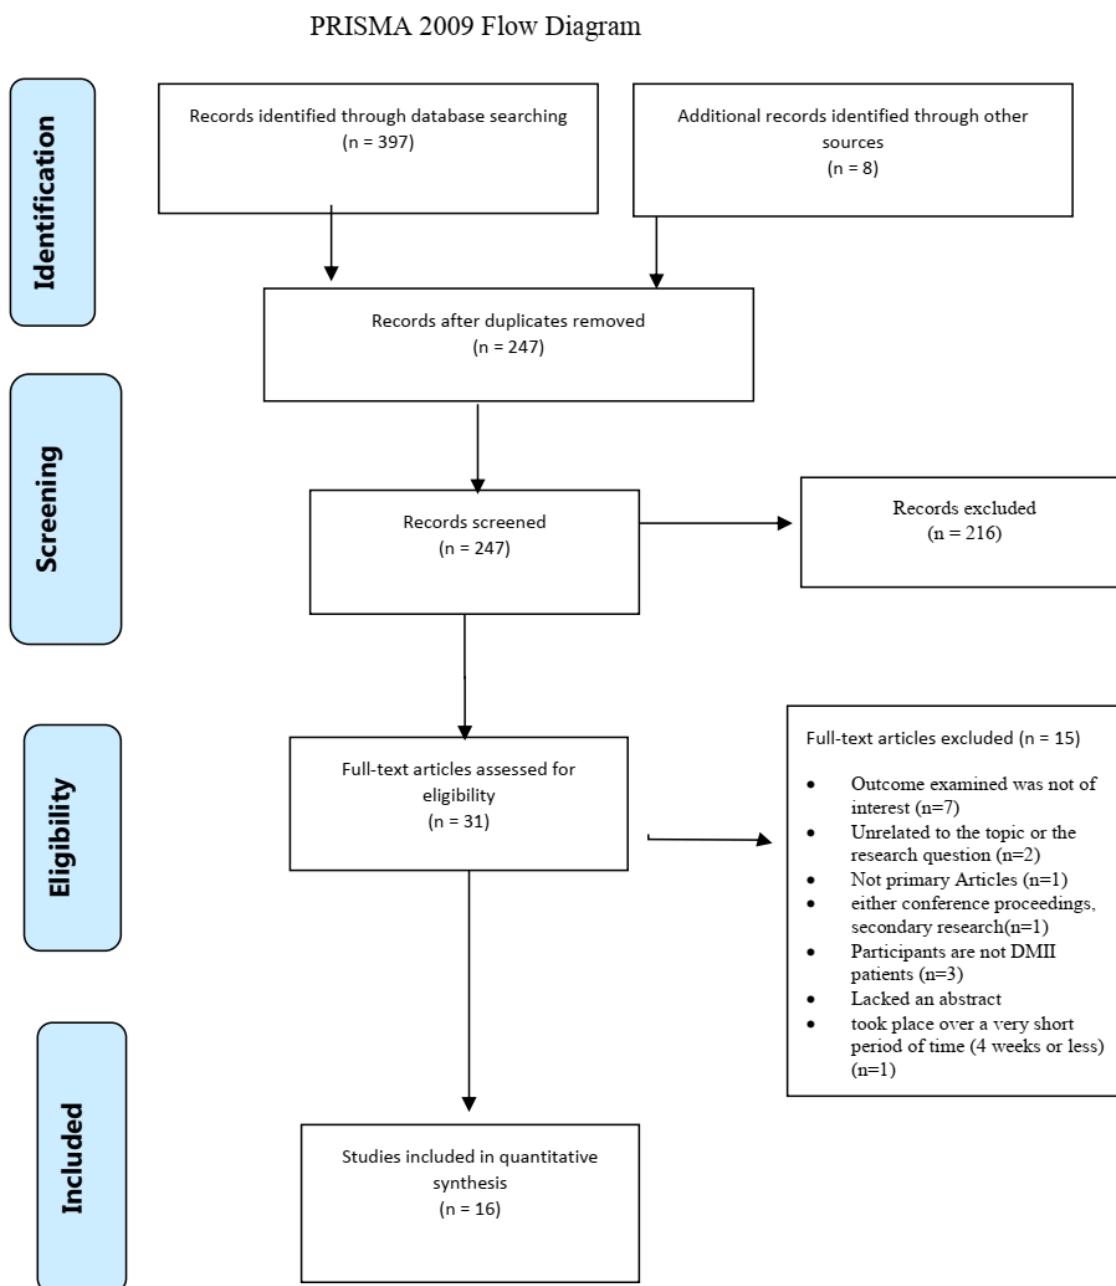 PRISMA 2009 Flow Diagram
Identification
Records identified through database searching
(n = 397)
Additional records identified through other
sources
(n = 8)
Records after duplicates removed
(n = 247)
Screening
Records screened
(n = 247)
Records excluded
(n = 216)
Eligibility
Full-text articles assessed for
eligibility
(n = 31)
Full-text articles excluded (n = 15)
• Outcome examined was not of
interest (n=7)
• Unrelated to the topic or the
research question (n=2)
• Not primary Articles (n=1)
• either conference proceedings,
secondary research(n=1)
• Participants are not DMII
patients (n=3)
• Lacked an abstract
• took place over a very short
period of time (4 weeks or less)
(n=1)
Included
Studies included in quantitative
synthesis
(n = 16)